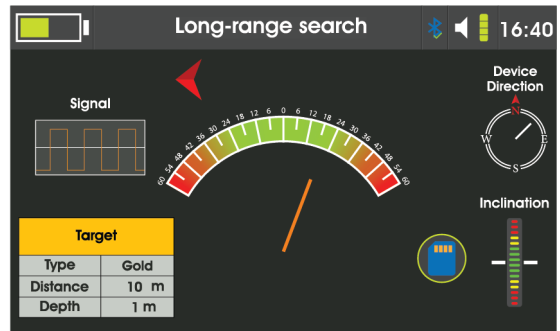 Long-range search
16:40
Signal
60 54 48 42 36 30 24 18 12 6 0 6 12 18 24 30 36 42 48 54 60
Device
Direction
N
W E
S
Inclination
Target
Type Gold
Distance 10 m
Depth 1 m